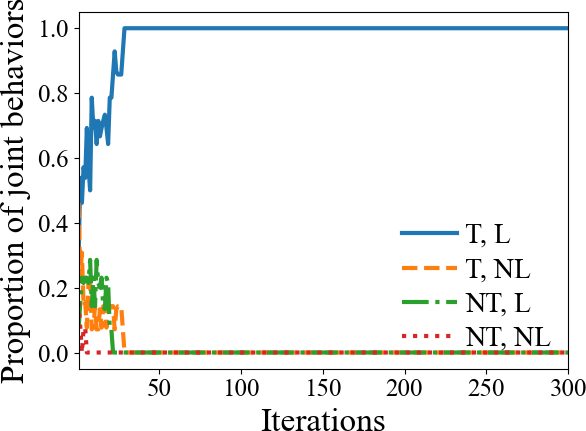 Proportion of joint behaviors
1.0
0.8
0.6
0.4
0.2
0.0
T, L
T, NL
NT, L
NT, NL
50 100 150 200 250 300
Iterations